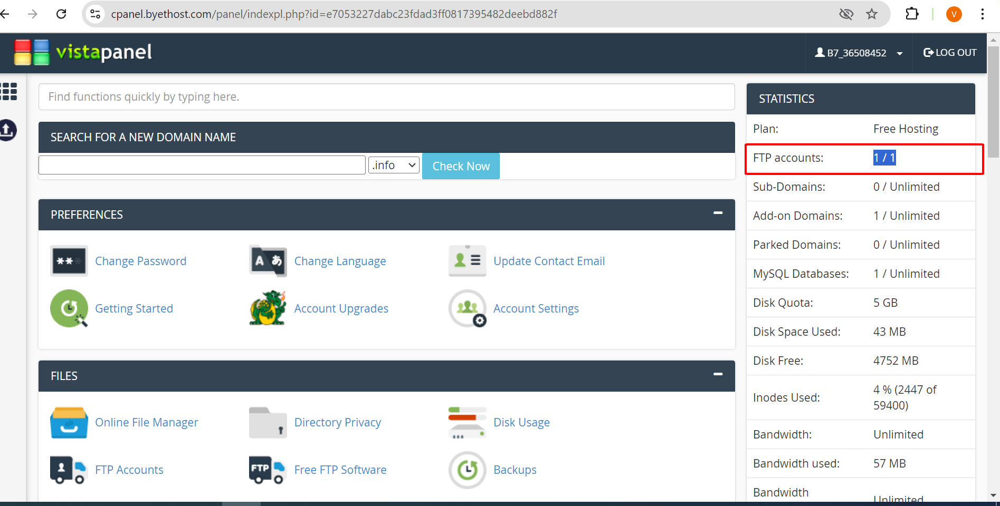 cpanel.byethost.com/panel/indexpl.php?id=e7053227dabc23fdad3ff0817395482deebd882f
V
vistapanel
B7_36508452
LOG OUT
Find functions quickly by typing here.
SEARCH FOR A NEW DOMAIN NAME
.info
Check Now
PREFERENCES
**
Change Password
A あ
Change Language
Update Contact Email
Getting Started
Account Upgrades
Account Settings
FILES
Online File Manager
Directory Privacy
Disk Usage
FTP Accounts
FTP
Free FTP Software
Backups
STATISTICS
Plan: Free Hosting
FTP accounts: 1 / 1
Sub-Domains: 0 / Unlimited
Add-on Domains: 1 / Unlimited
Parked Domains: 0 / Unlimited
MySQL Databases: 1 / Unlimited
Disk Quota: 5 GB
Disk Space Used: 43 MB
Disk Free: 4752 MB
Inodes Used: 4 % (2447 of
59400)
Bandwidth: Unlimited
Bandwidth used: 57 MB
Bandwidth
Unlimited